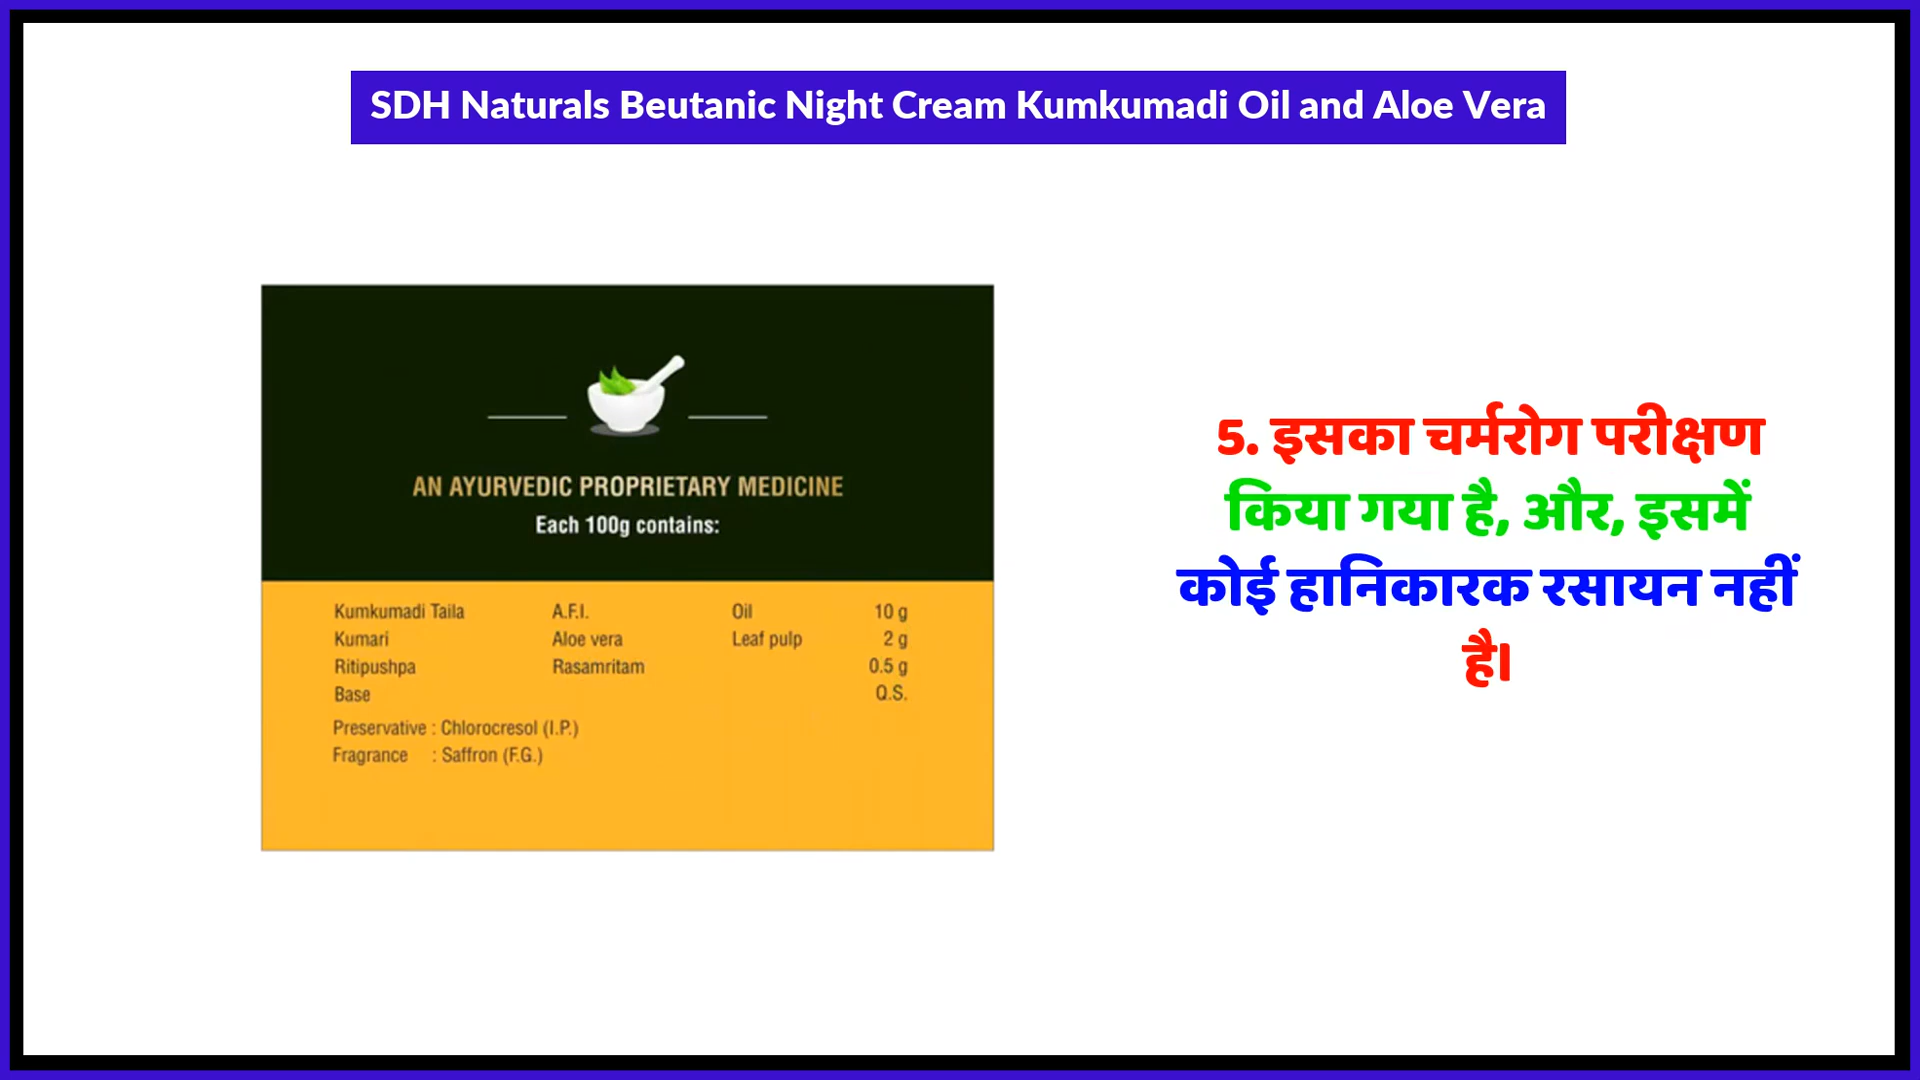 SDH Naturals Beutanic Night Cream Kumkumadi Oil and Aloe Vera
AN AYURVEDIC PROPRIETARY MEDICINE
Each 100g contains:
Kumkumadi Taila A.F.I. Oil 10 g
Kumari Aloe vera Leaf pulp 2 g
Ritipushpa Rasamritam 0.5 g
Base Q.S.
Preservative : Chlorocresol (I.P.)
Fragrance : Saffron (F.G.)
5. इसका चर्मरोग परीक्षण
किया गया है, और, इसमें
कोई हानिकारक रसायन नहीं
है।